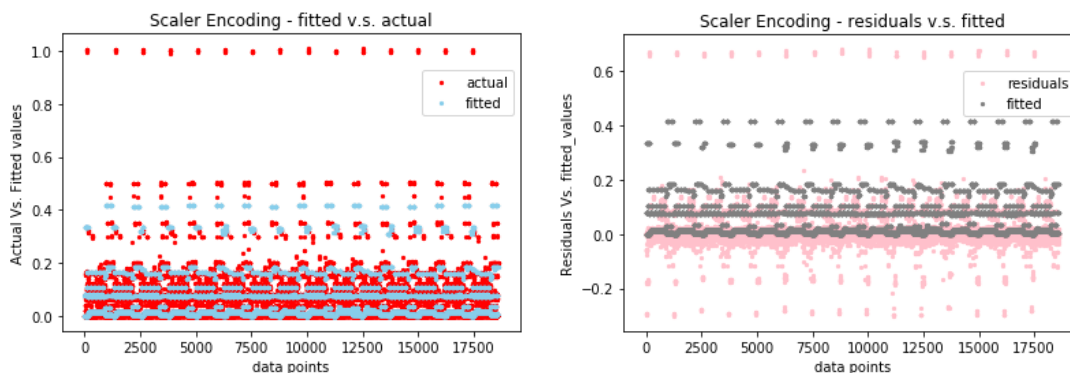 Scaler Encoding - fitted v.s. actual
Actual Vs. Fitted values
1.0
0.8
0.6
0.4
0.2
0.0
actual
fitted
0 2500 5000 7500 10000 12500 15000 17500
data points
Scaler Encoding - residuals v.s. fitted
Residuals Vs. fitted_values
0.6
0.4
0.2
0.0
−0.2
residuals
fitted
0 2500 5000 7500 10000 12500 15000 17500
data points